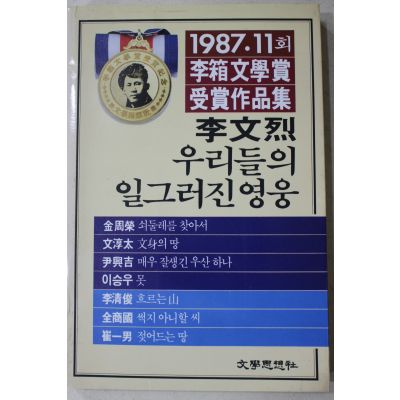 1987·11회
李箱文學賞
受賞作品集
李文烈
우리들의
일그러진영웅
金周榮 쇠둘레를 찾아서
文淳太 文身의 땅
尹興吉 매우 잘생긴 우산 하나
이승우 못
李淸俊 흐르는 山
全商國 썩지 아니할 씨
崔一男 젖어드는 땅
文學思想社